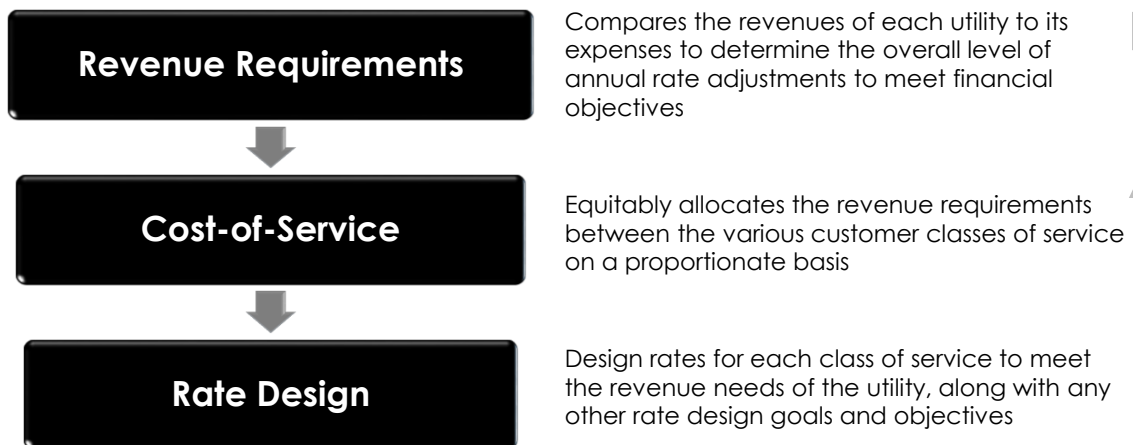 Revenue Requirements
Compares the revenues of each utility to its
expenses to determine the overall level of
annual rate adjustments to meet financial
objectives
Cost-of-Service
Equitably allocates the revenue requirements
between the various customer classes of service
on a proportionate basis
Rate Design
Design rates for each class of service to meet
the revenue needs of the utility, along with any
other rate design goals and objectives